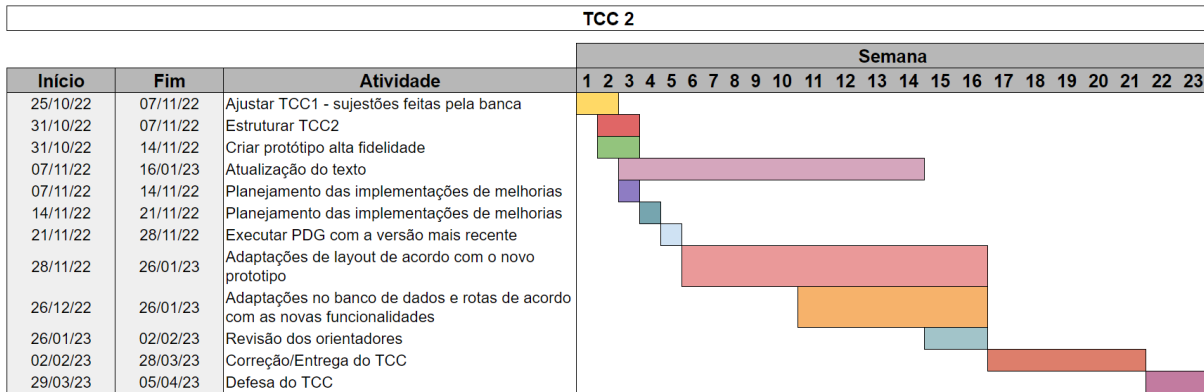 TCC 2
Semana
Início Fim Atividade 1 2 3 4 5 6 7 8 9 10 11 12 13 14 15 16 17 18 19 20 21 22 23
25/10/22 07/11/22 Ajustar TCC1 - sujestões feitas pela banca
31/10/22 07/11/22 Estruturar TCC2
31/10/22 14/11/22 Criar protótipo alta fidelidade
07/11/22 16/01/23 Atualização do texto
07/11/22 14/11/22 Planejamento das implementações de melhorias
14/11/22 21/11/22 Planejamento das implementações de melhorias
21/11/22 28/11/22 Executar PDG com a versão mais recente
28/11/22 26/01/23 Adaptações de layout de acordo com o novo
prototipo
26/12/22 26/01/23 Adaptações no banco de dados e rotas de acordo
com as novas funcionalidades
26/01/23 02/02/23 Revisão dos orientadores
02/02/23 28/03/23 Correção/Entrega do TCC
29/03/23 05/04/23 Defesa do TCC